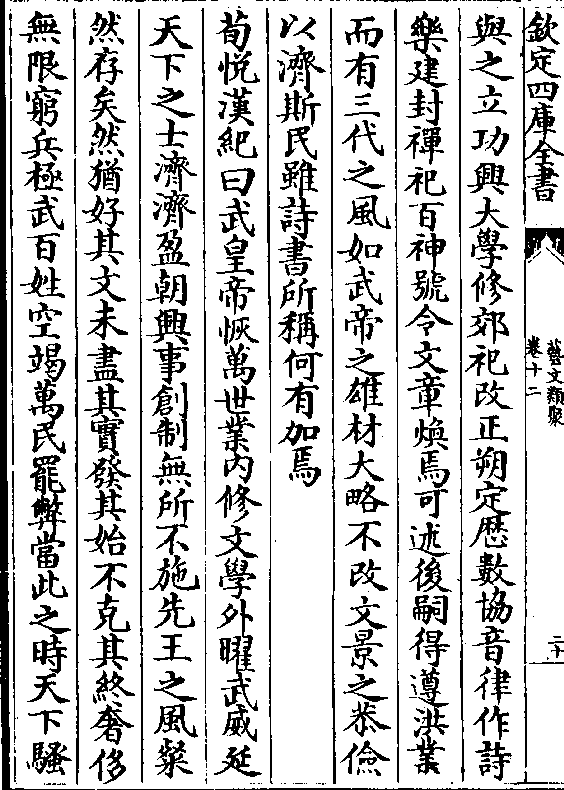 欽定四庫全書
藝文類聚
卷十二
二十
與之立功興大學修郊祀改正朔定歴數協音律作詩
樂建封禪祀百神號令文章煥焉可述後嗣得遵洪業
而有三代之風如武帝之雄材大略不改文景之恭儉
以濟斯民雖詩書所稱何有加焉
荀悅漢紀曰武皇帝恢萬世業内修文學外曜武威延
天下之士濟濟盈朝興事創制無所不施先王之風粲
然存矣然猶好其文未盡其實發其始不克其終奢侈
無限窮兵極武百姓空竭萬民罷弊當此之時天下騷